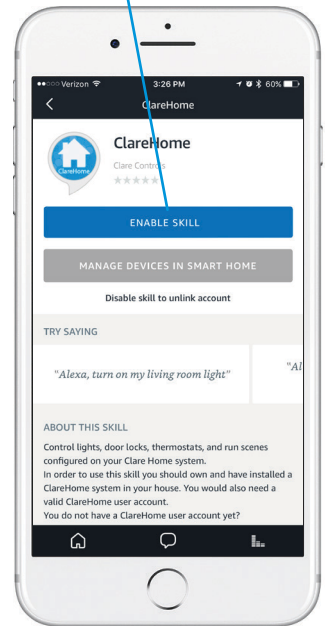 Verizon 3:26 PM 60%
ClareHome
ClareHome
ClareHome
Clare Controls
ENABLE SKILL
MANAGE DEVICES IN SMART HOME
Disable skill to unlink account
TRY SAYING
"Alexa, turn on my living room light"
"Al
ABOUT THIS SKILL
Control lights, door locks, thermostats, and run scenes
configured on your Clare Home system.
In order to use this skill you should own and have installed a
ClareHome system in your house. You would also need a
valid ClareHome user account.
You do not have a ClareHome user account yet?